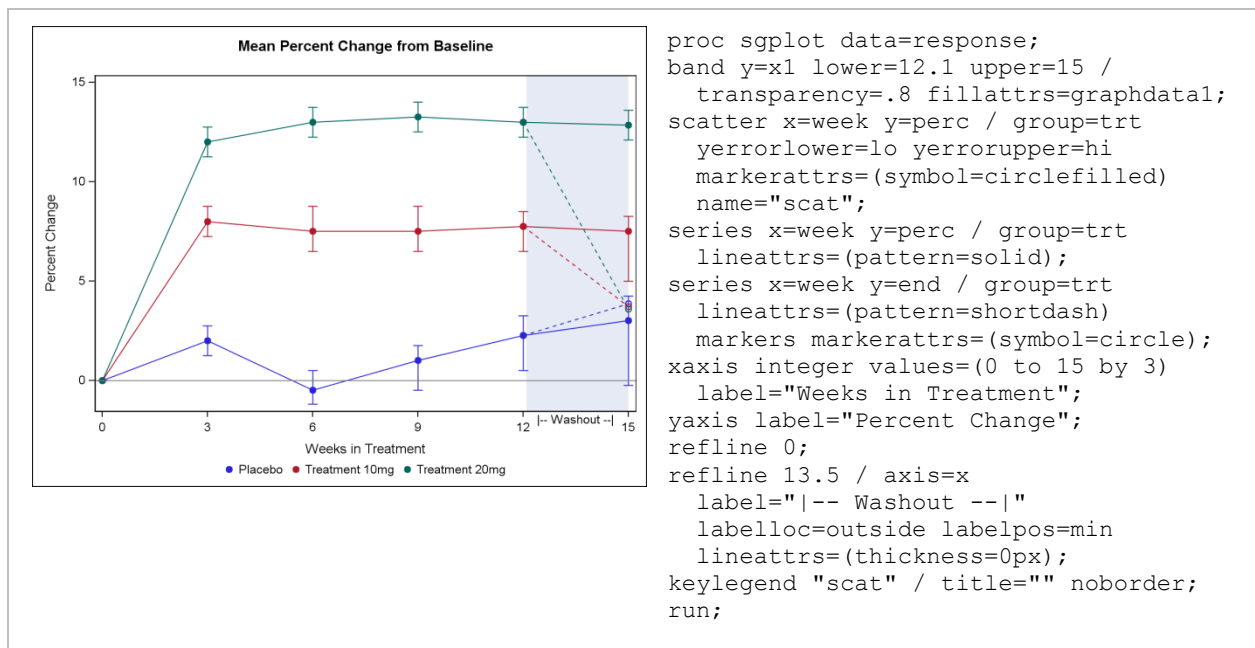 Mean Percent Change from Baseline
15
10
5
0
Percent Change
0 3 6 9 12 |-- Washout --| 15
Weeks in Treatment
Placebo Treatment 10mg Treatment 20mg
proc sgplot data=response;
band y=x1 lower=12.1 upper=15 /
transparency=.8 fillattrs=graphdata1;
scatter x=week y=perc / group=trt
yerrorlower=lo yerrorupper=hi
markerattrs=(symbol=circlefilled)
name="scat";
series x=week y=perc / group=trt
lineattrs=(pattern=solid);
series x=week y=end / group=trt
lineattrs=(pattern=shortdash)
markers markerattrs=(symbol=circle);
xaxis integer values=(0 to 15 by 3)
label="Weeks in Treatment";
yaxis label="Percent Change";
refline 0;
refline 13.5 / axis=x
label="|-- Washout --|"
labelloc=outside labelpos=min
lineattrs=(thickness=0px);
keylegend "scat" / title="" noborder;
run;